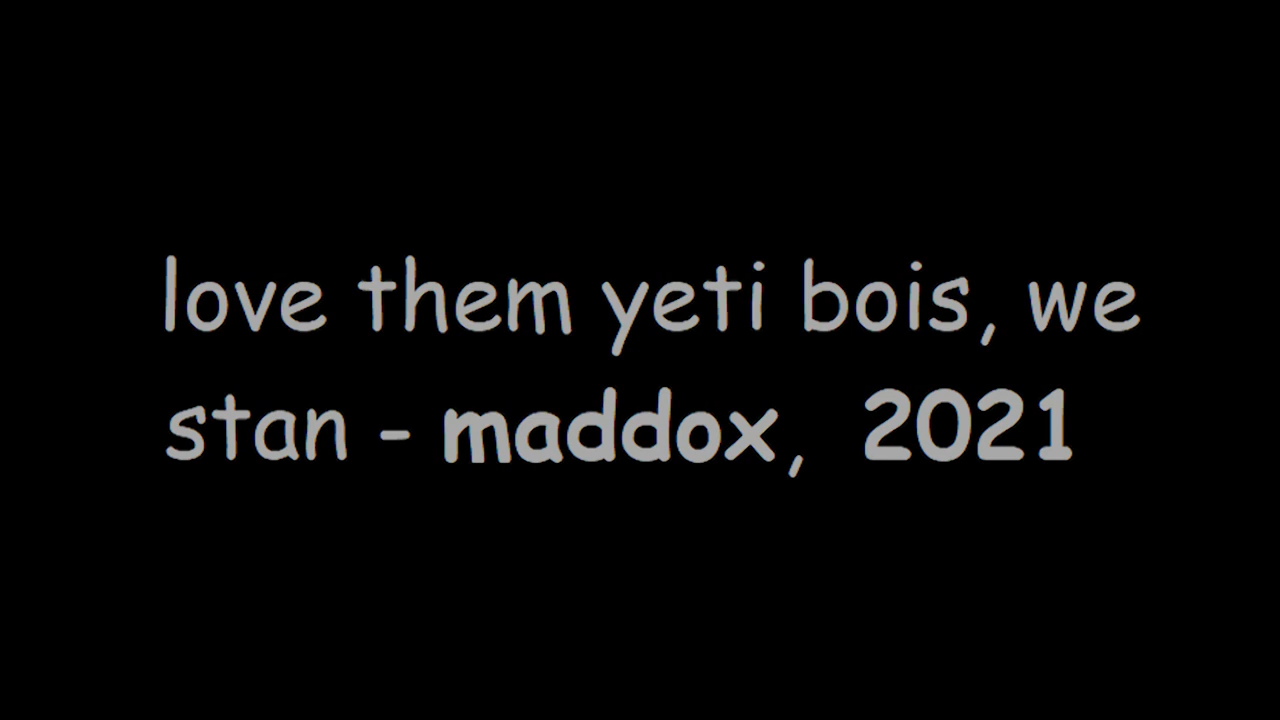 love them yeti bois, we
stan - maddox, 2021